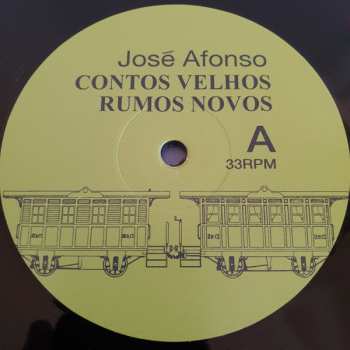 José Afonso
CONTOS VELHOS
RUMOS NOVOS
A
33RPM